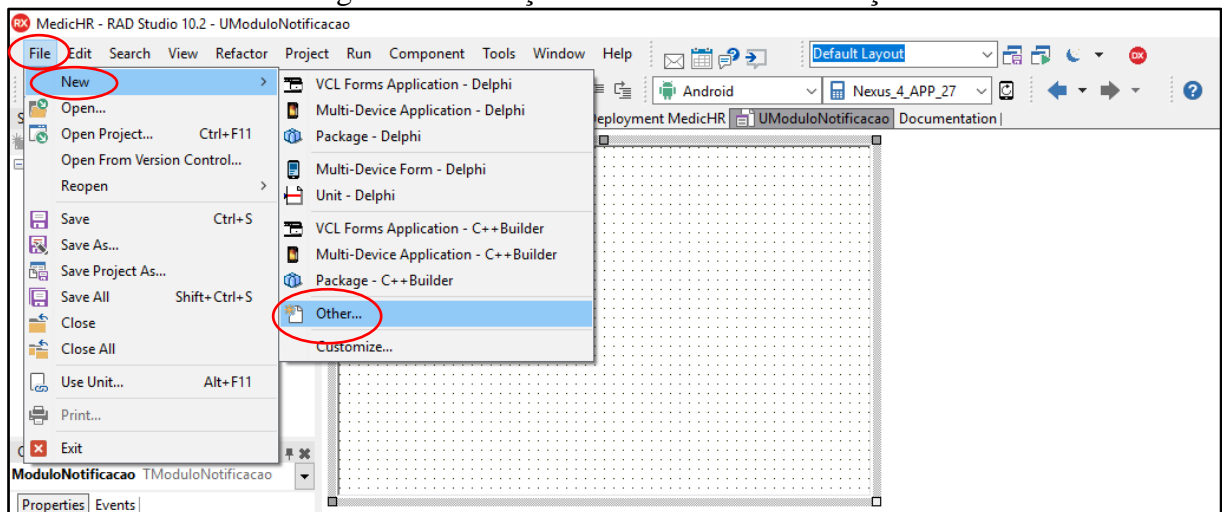 MedicHR - RAD Studio 10.2 - UModuloNotificacao
File Edit Search View Refactor Project Run Component Tools Window Help Default Layout
New > VCL Forms Application - Delphi
Android Nexus_4_APP_27
Open... Multi-Device Application - Delphi
eployment MedicHR UModuloNotificacao Documentation
Open Project... Ctrl+F11 Package - Delphi
Open From Version Control...
Multi-Device Form - Delphi
Reopen > Unit - Delphi
Save Ctrl+S VCL Forms Application - C++Builder
Save As... Multi-Device Application - C++Builder
Save Project As... Package - C++Builder
Save All Shift+Ctrl+S
Other...
Close
Close All Customize...
Use Unit... Alt+F11
Print...
Exit
ModuloNotificacao TModuloNotificacao
Properties Events